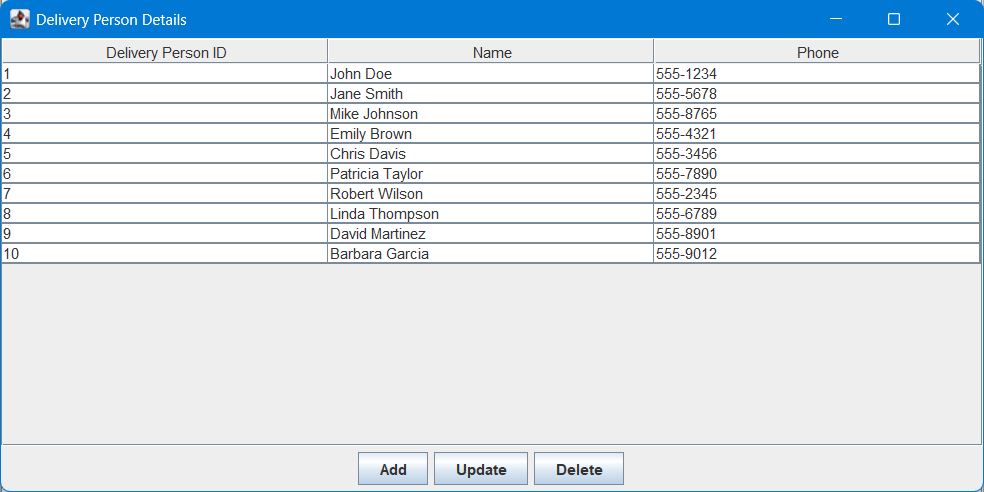 Delivery Person Details
Delivery Person ID Name Phone
1 John Doe 555-1234
2 Jane Smith 555-5678
3 Mike Johnson 555-8765
4 Emily Brown 555-4321
5 Chris Davis 555-3456
6 Patricia Taylor 555-7890
7 Robert Wilson 555-2345
8 Linda Thompson 555-6789
9 David Martinez 555-8901
10 Barbara Garcia 555-9012
Add Update Delete